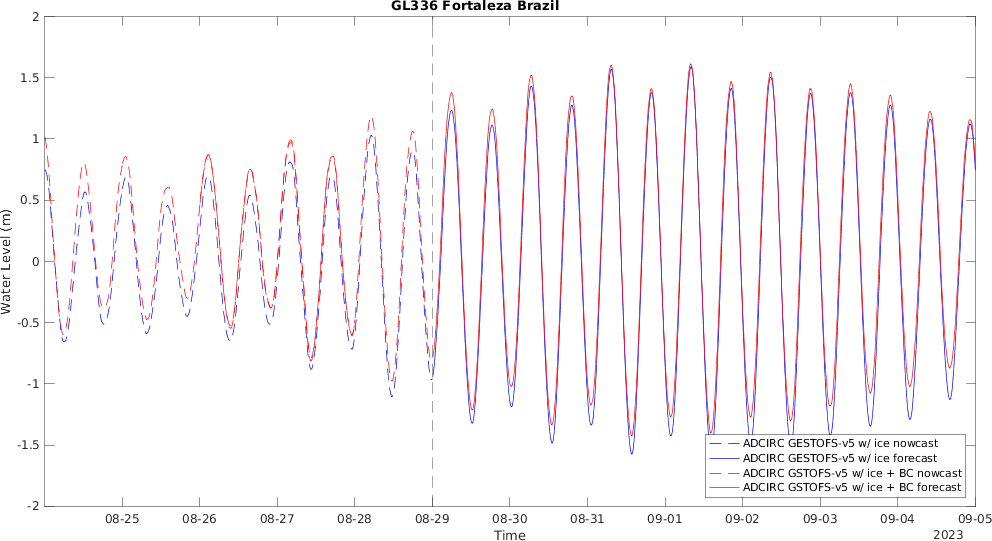 GL336 Fortaleza Brazil
2
1.5
1
0.5
0
-0.5
-1
-1.5
-2
Water Level (m)
ADCIRC GESTOFS-v5 w/ ice nowcast
ADCIRC GESTOFS-v5 w/ ice forecast
ADCIRC GSTOFS-v5 w/ ice + BC nowcast
ADCIRC GSTOFS-v5 w/ ice + BC forecast
08-25 08-26 08-27 08-28 08-29 08-30 08-31 09-01 09-02 09-03 09-04 09-05
Time
2023